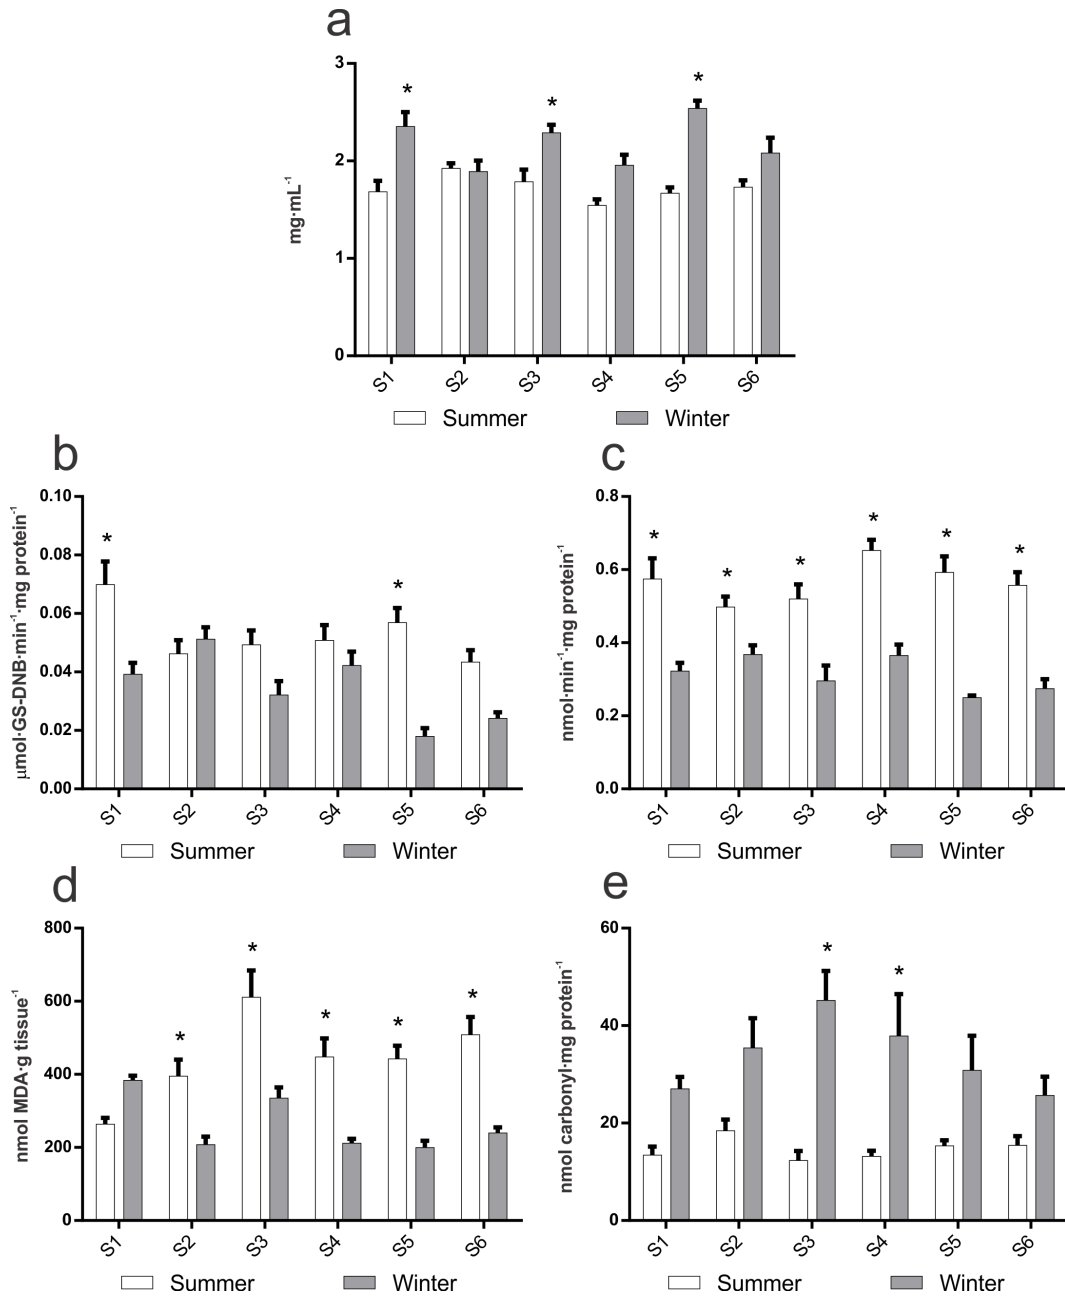 a
3
2
1
0
mg·mL⁻¹
* * *
S1 S2 S3 S4 S5 S6
Summer Winter
b
0.10
0.08
0.06
0.04
0.02
0.00
µmol·GS-DNB·min⁻¹·mg protein⁻¹
* *
S1 S2 S3 S4 S5 S6
Summer Winter
c
0.8
0.6
0.4
0.2
0.0
nmol·min⁻¹·mg protein⁻¹
* * * * * *
S1 S2 S3 S4 S5 S6
Summer Winter
d
800
600
400
200
0
nmol MDA·g tissue⁻¹
* * * * *
S1 S2 S3 S4 S5 S6
Summer Winter
e
60
40
20
0
nmol carbonyl·mg protein⁻¹
* *
S1 S2 S3 S4 S5 S6
Summer Winter